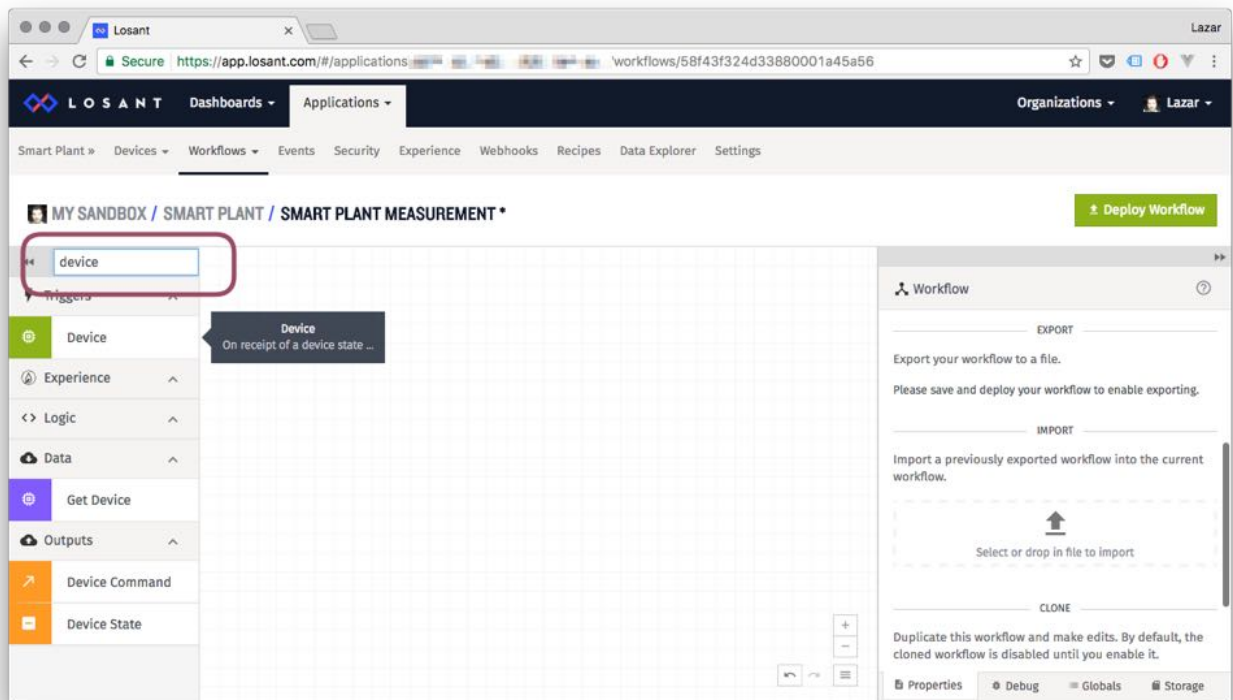 Losant
Lazar
Secure https://app.losant.com/#/applications workflows/58f43f324d33880001a45a56
LOSANT Dashboards Applications Organizations Lazar
Smart Plant » Devices Workflows Events Security Experience Webhooks Recipes Data Explorer Settings
MY SANDBOX / SMART PLANT / SMART PLANT MEASUREMENT *
Deploy Workflow
device
Triggers
Device
Device
On receipt of a device state ...
Experience
<> Logic
Data
Get Device
Outputs
Device Command
Device State
Workflow
EXPORT
Export your workflow to a file.
Please save and deploy your workflow to enable exporting.
IMPORT
Import a previously exported workflow into the current
workflow.
Select or drop in file to import
CLONE
Duplicate this workflow and make edits. By default, the
cloned workflow is disabled until you enable it.
Properties Debug Globals Storage